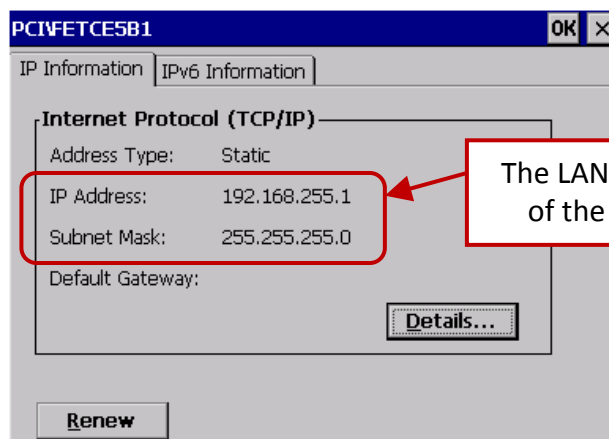 PCI\FETCE5B1 OK ×
IP Information IPv6 Information
Internet Protocol (TCP/IP)
Address Type: Static
IP Address: 192.168.255.1
Subnet Mask: 255.255.255.0
Default Gateway:
Details...
Renew
The LAN
of the